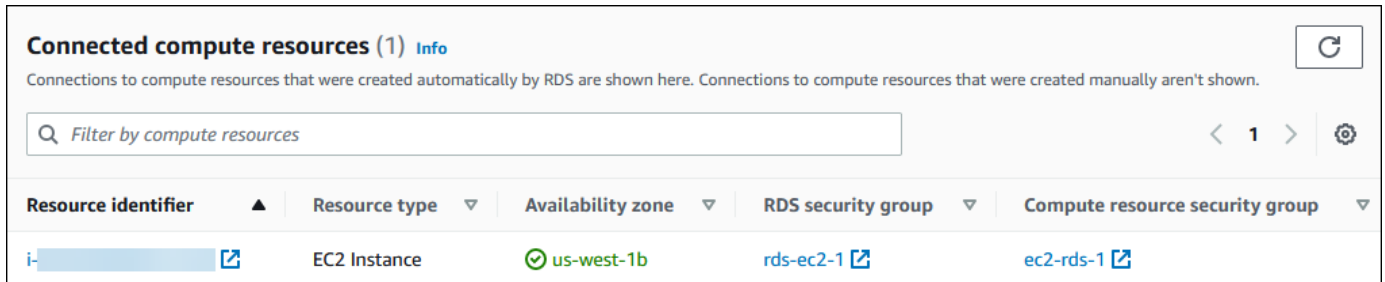 Connected compute resources (1) Info
Connections to compute resources that were created automatically by RDS are shown here. Connections to compute resources that were created manually aren't shown.
Filter by compute resources
1
Resource identifier Resource type Availability zone RDS security group Compute resource security group
i- EC2 Instance us-west-1b rds-ec2-1 ec2-rds-1